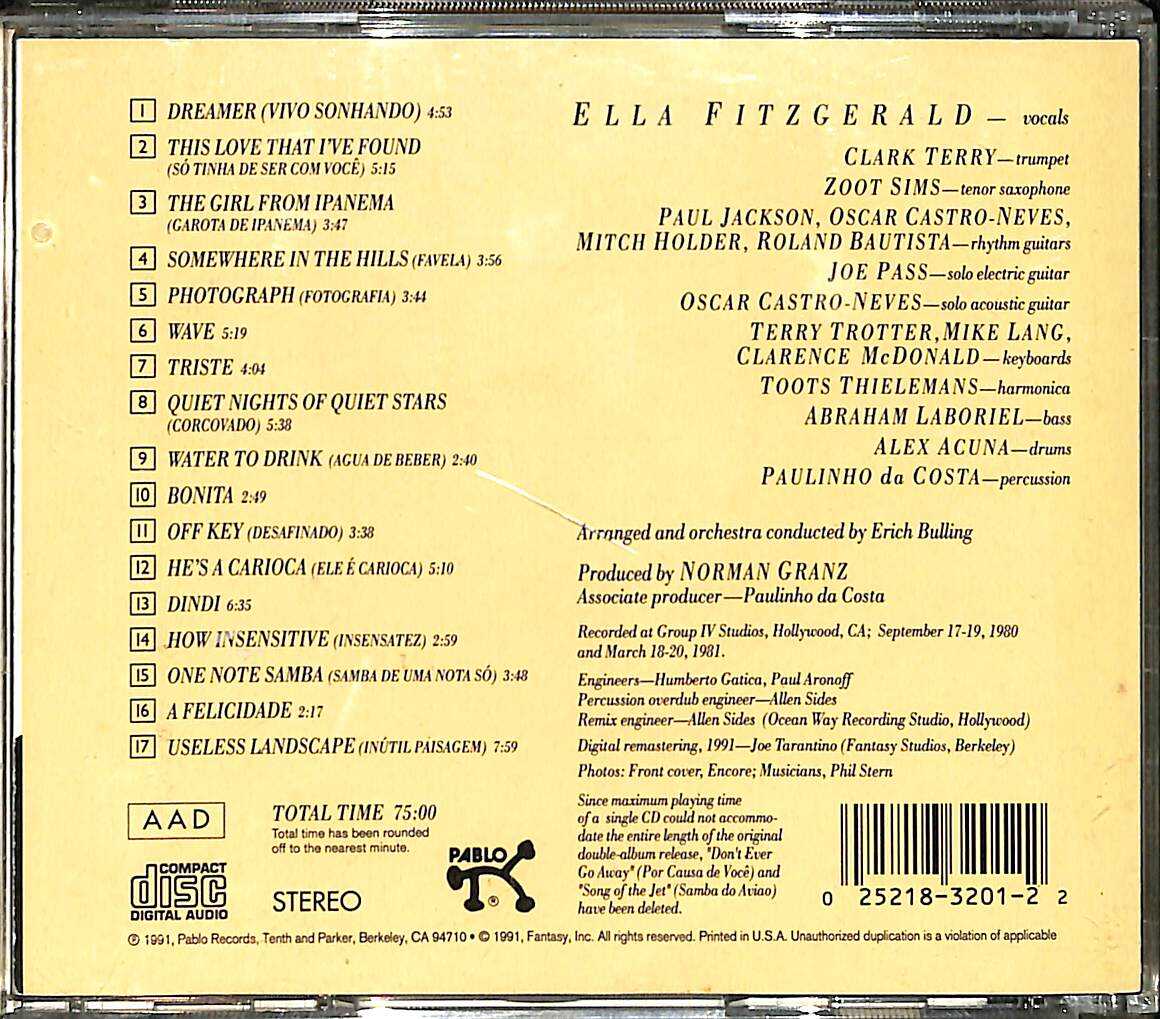 1 DREAMER (VIVO SONHANDO) 4:53
2 THIS LOVE THAT I'VE FOUND
(SÓ TINHA DE SER COM VOCÊ) 5:15
3 THE GIRL FROM IPANEMA
(GAROTA DE IPANEMA) 3:47
4 SOMEWHERE IN THE HILLS (FAVELA) 3:56
5 PHOTOGRAPH (FOTOGRAFIA) 3:44
6 WAVE 5:19
7 TRISTE 4:04
8 QUIET NIGHTS OF QUIET STARS
(CORCOVADO) 5:38
9 WATER TO DRINK (AGUA DE BEBER) 2:40
10 BONITA 2:49
11 OFF KEY (DESAFINADO) 3:38
12 HE'S A CARIOCA (ELE É CARIOCA) 5:10
13 DINDI 6:35
14 HOW INSENSITIVE (INSENSATEZ) 2:59
15 ONE NOTE SAMBA (SAMBA DE UMA NOTA SÓ) 3:48
16 A FELICIDADE 2:17
17 USELESS LANDSCAPE (INÚTIL PAISAGEM) 7:59
AAD
TOTAL TIME 75:00
Total time has been rounded
off to the nearest minute.
COMPACT
disc
DIGITAL AUDIO
STEREO
PABLO
®
ELLA FITZGERALD — vocals
CLARK TERRY—trumpet
ZOOT SIMS—tenor saxophone
PAUL JACKSON, OSCAR CASTRO-NEVES,
MITCH HOLDER, ROLAND BAUTISTA—rhythm guitars
JOE PASS—solo electric guitar
OSCAR CASTRO-NEVES—solo acoustic guitar
TERRY TROTTER, MIKE LANG,
CLARENCE McDONALD—keyboards
TOOTS THIELEMANS—harmonica
ABRAHAM LABORIEL—bass
ALEX ACUNA—drums
PAULINHO da COSTA—percussion
Arranged and orchestra conducted by Erich Bulling
Produced by NORMAN GRANZ
Associate producer—Paulinho da Costa
Recorded at Group IV Studios, Hollywood, CA; September 17-19, 1980
and March 18-20, 1981.
Engineers—Humberto Gatica, Paul Aronoff
Percussion overdub engineer—Allen Sides
Remix engineer—Allen Sides (Ocean Way Recording Studio, Hollywood)
Digital remastering, 1991—Joe Tarantino (Fantasy Studios, Berkeley)
Photos: Front cover, Encore; Musicians, Phil Stern
Since maximum playing time
of a single CD could not accommo-
date the entire length of the original
double-album release, "Don't Ever
Go Away" (Por Causa de Você) and
"Song of the Jet" (Samba do Aviao)
have been deleted.
0 25218-3201-2 2
℗ 1991, Pablo Records, Tenth and Parker, Berkeley, CA 94710 • © 1991, Fantasy, Inc. All rights reserved. Printed in U.S.A. Unauthorized duplication is a violation of applicable